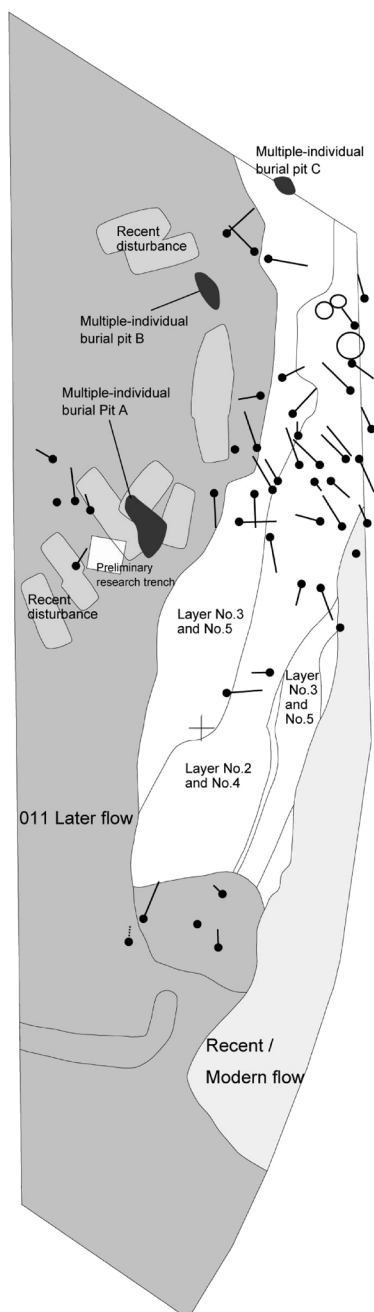 Multiple-individual
burial pit C
Recent
disturbance
Multiple-individual
burial pit B
Multiple-individual
burial Pit A
Preliminary
research trench
Recent
disturbance
Layer No.3
and No.5
Layer
No.3
and
No.5
Layer No.2
and No.4
011 Later flow
Recent /
Modern flow